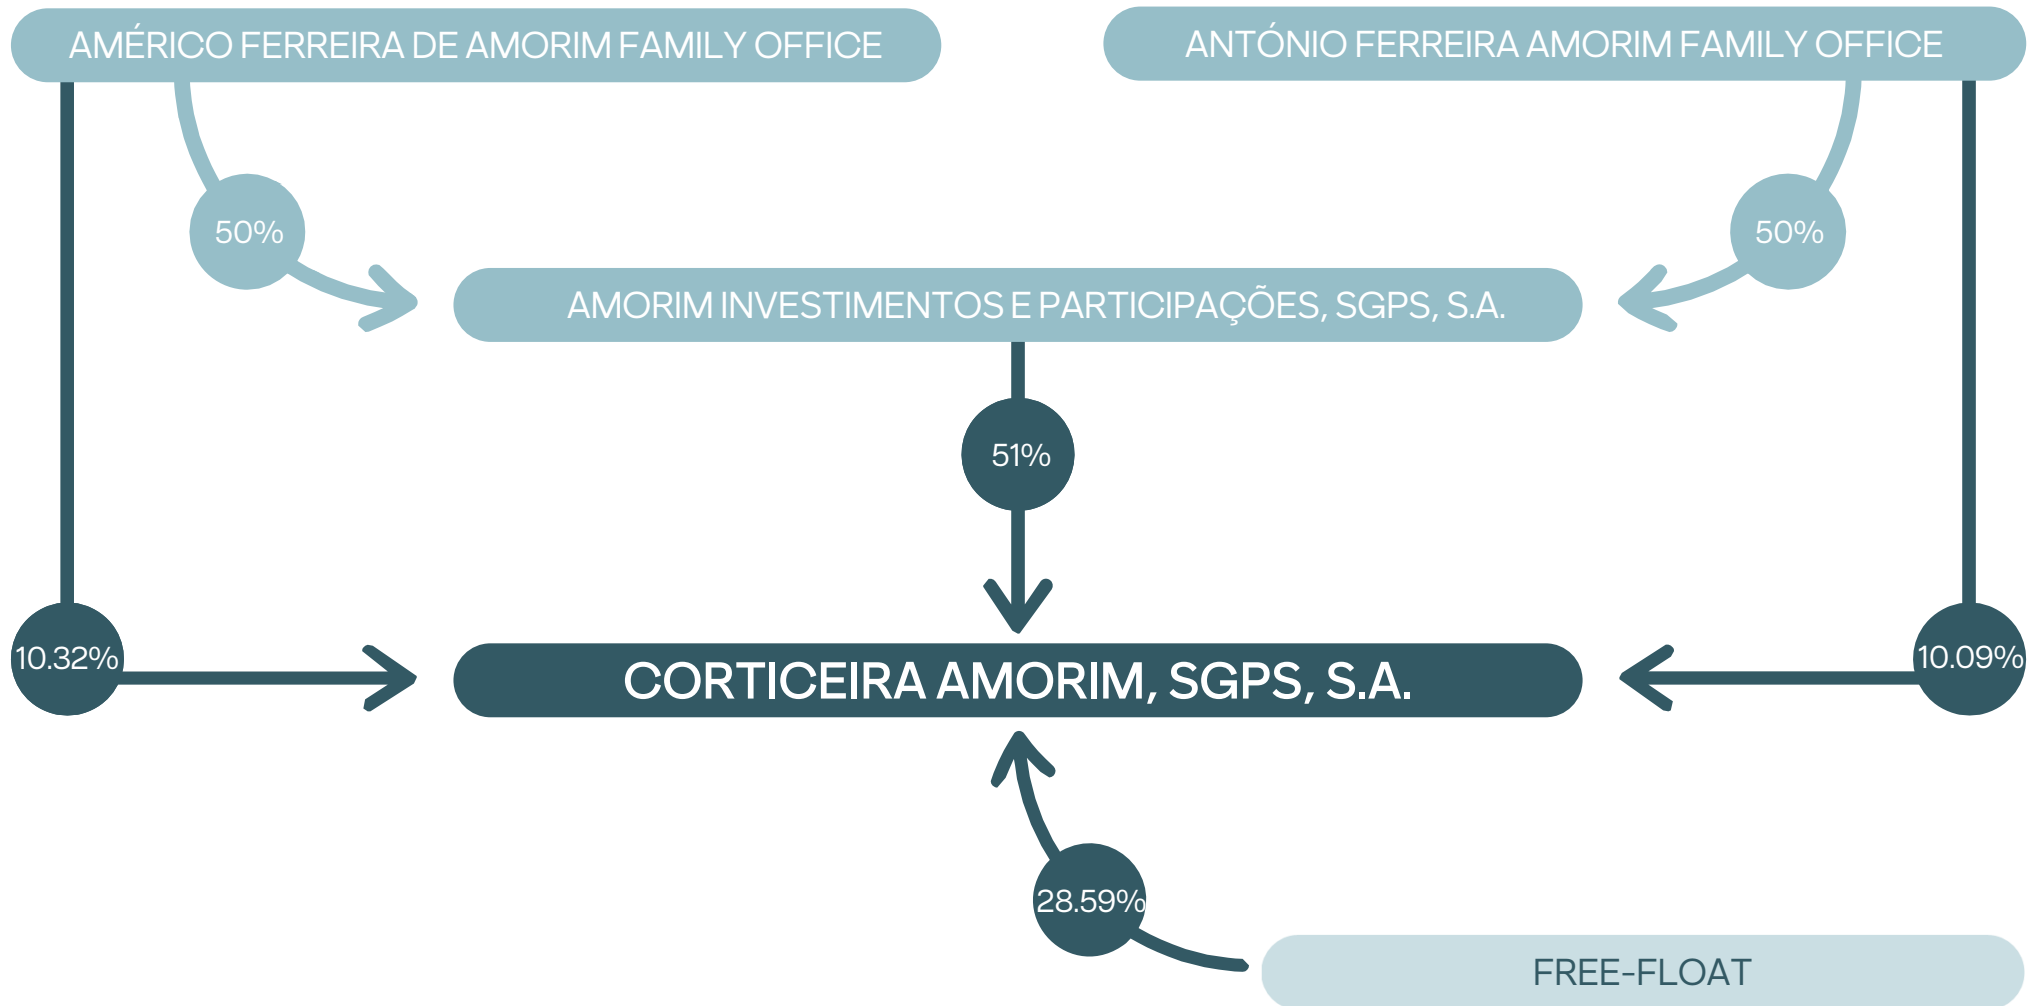 AMÉRICO FERREIRA DE AMORIM FAMILY OFFICE
ANTÓNIO FERREIRA AMORIM FAMILY OFFICE
50%
50%
AMORIM INVESTIMENTOS E PARTICIPAÇÕES, SGPS, S.A.
51%
10.32%
10.09%
CORTICEIRA AMORIM, SGPS, S.A.
28.59%
FREE-FLOAT